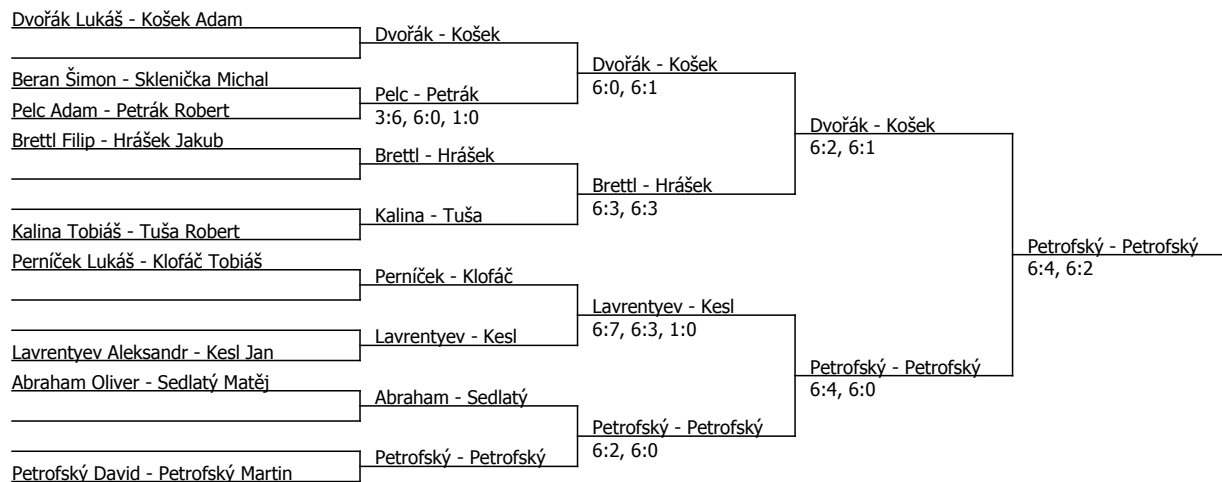 Dvořák Lukáš - Košek Adam
Dvořák - Košek
Dvořák - Košek
6:0, 6:1
Beran Šimon - Sklenička Michal
Pelc - Petrák
Pelc Adam - Petrák Robert
3:6, 6:0, 1:0
Dvořák - Košek
6:2, 6:1
Brettl Filip - Hrášek Jakub
Brettl - Hrášek
Brettl - Hrášek
6:3, 6:3
Kalina - Tuša
Kalina Tobiáš - Tuša Robert
Petrofský - Petrofský
6:4, 6:2
Perníček Lukáš - Klofáč Tobiáš
Perníček - Klofáč
Lavrentyev - Kesl
6:7, 6:3, 1:0
Lavrentyev - Kesl
Lavrentyev Aleksandr - Kesl Jan
Petrofský - Petrofský
6:4, 6:0
Abraham Oliver - Sedlatý Matěj
Abraham - Sedlatý
Petrofský - Petrofský
6:2, 6:0
Petrofský - Petrofský
Petrofský David - Petrofský Martin